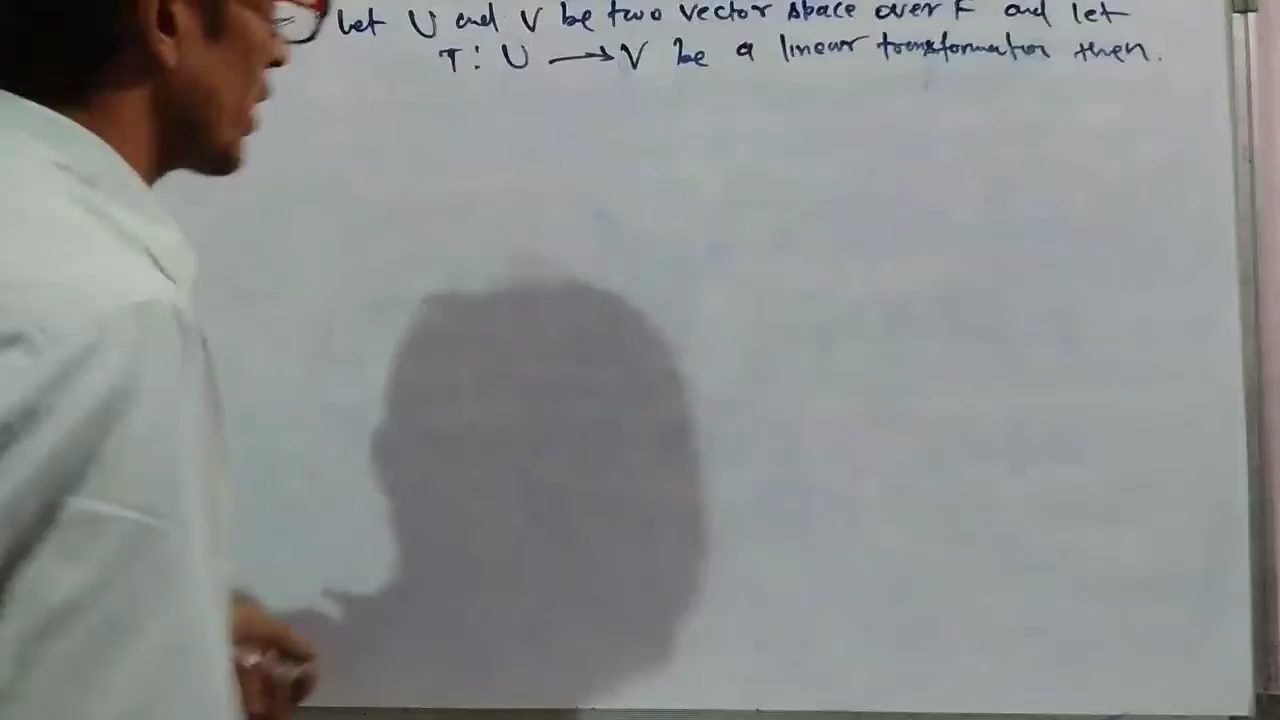 Let U and V be two vector space over F and let
T : U → V be a linear transformation then.